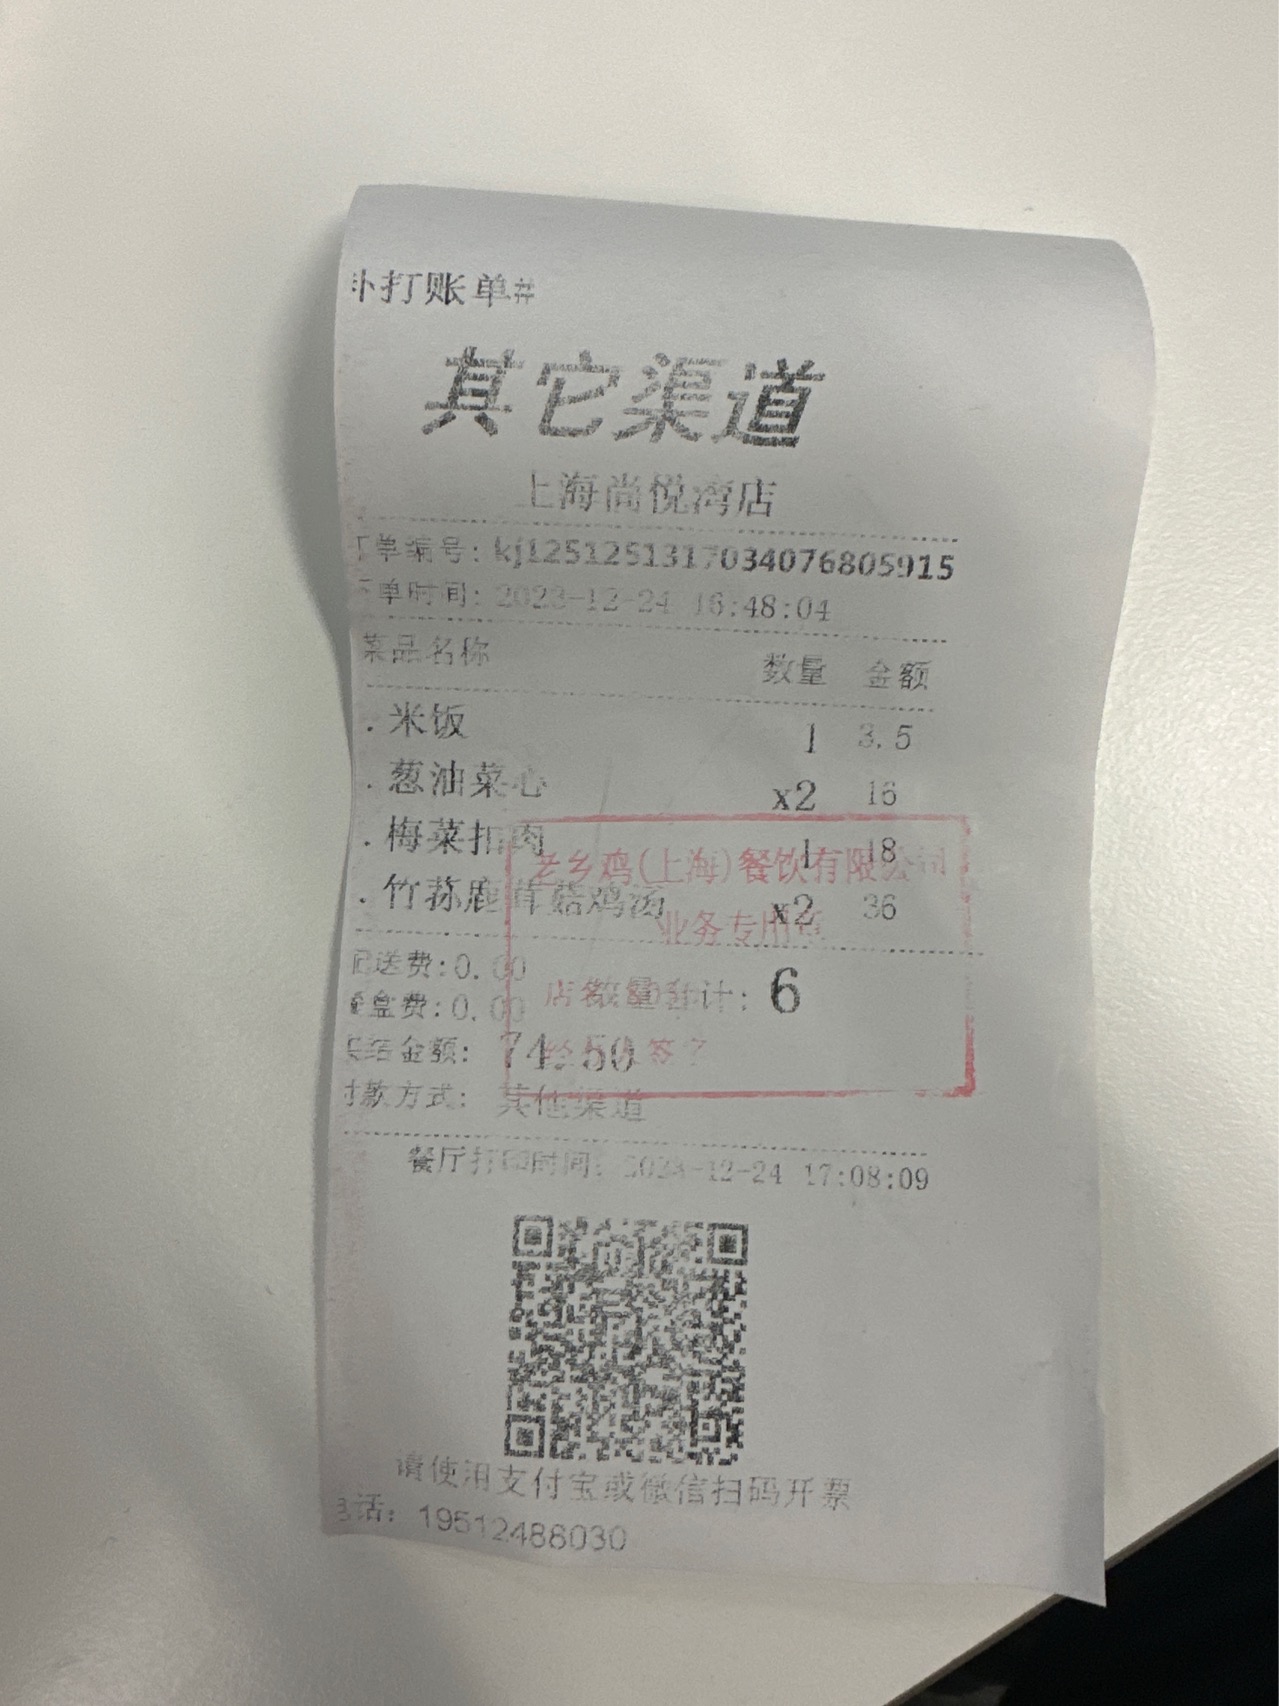 补打账单#
其它渠道
上海尚悦湾店
订单编号: kj1251251317034076805915
下单时间: 2023-12-24 16:48:04
菜品名称 数量 金额
. 米饭 1 3.5
. 葱油菜心 x2 16
. 梅菜扣肉 1 18
老乡鸡(上海)餐饮有限公司
. 竹荪鹿茸菇鸡汤 x2 36
业务专用章
配送费:0.00
数量合计: 6
餐盒费:0.00
实结金额: 74.50
付款方式: 其他渠道
餐厅打印时间: 2023-12-24 17:08:09
请使用支付宝或微信扫码开票
电话: 19512488030